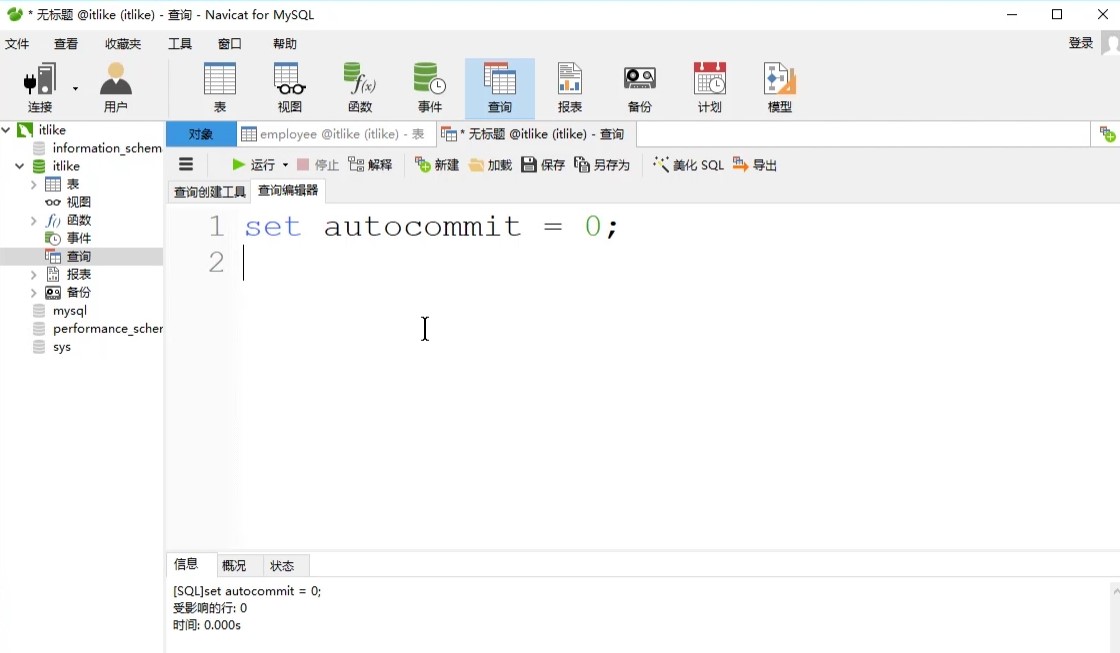 * 无标题 @itlike (itlike) - 查询 - Navicat for MySQL
文件 查看 收藏夹 工具 窗口 帮助 登录
连接 用户 表 视图 函数 事件 查询 报表 备份 计划 模型
itlike
information_schem
itlike
表
视图
函数
事件
查询
报表
备份
mysql
performance_scher
sys
对象 employee @itlike (itlike) - 表 * 无标题 @itlike (itlike) - 查询
运行 停止 解释 新建 加载 保存 另存为 美化 SQL 导出
查询创建工具 查询编辑器
1 set autocommit = 0;
2
信息 概况 状态
[SQL]set autocommit = 0;
受影响的行: 0
时间: 0.000s